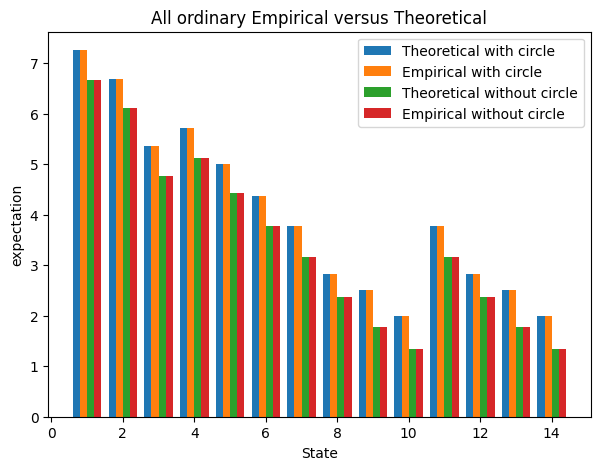 All ordinary Empirical versus Theoretical
Theoretical with circle
Empirical with circle
Theoretical without circle
Empirical without circle
expectation
7
6
5
4
3
2
1
0
0 2 4 6 8 10 12 14
State